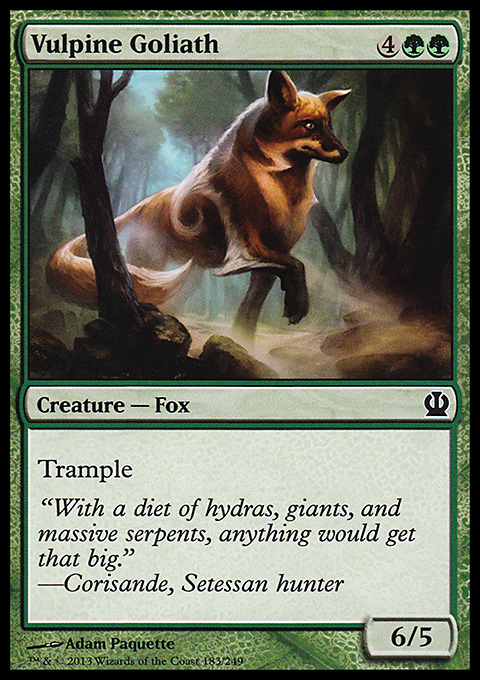 Vulpine Goliath 4
Creature — Fox
Trample
“With a diet of hydras, giants, and
massive serpents, anything would get
that big.”
—Corisande, Setessan hunter
6/5
Adam Paquette
™ & © 2013 Wizards of the Coast 183/249